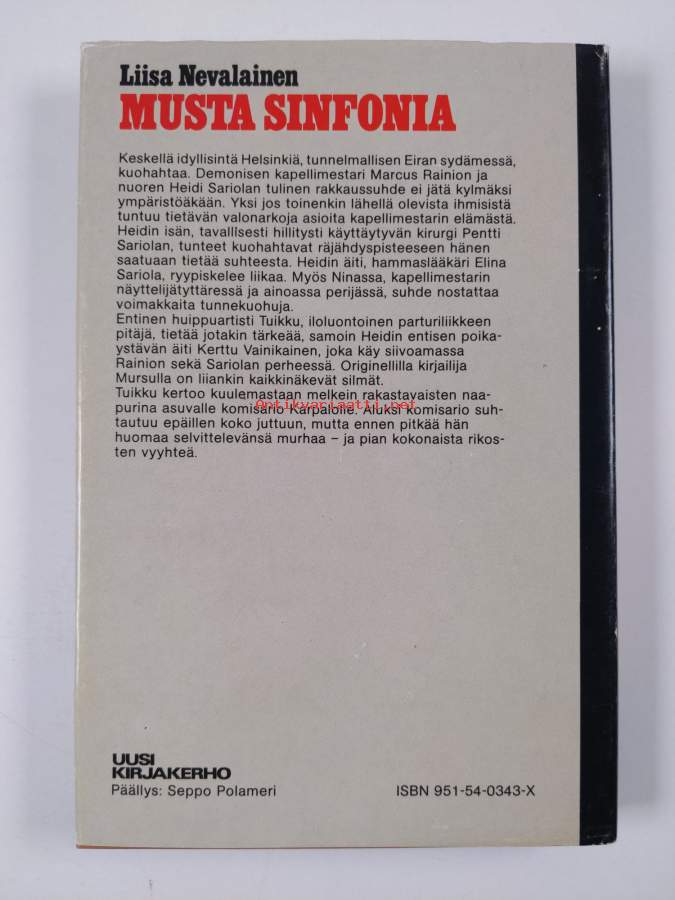 Liisa Nevalainen
MUSTA SINFONIA
Keskellä idyllisintä Helsinkiä, tunnelmallisen Eiran sydämessä,
kuohahtaa. Demonisen kapellimestari Marcus Rainion ja
nuoren Heidi Sariolan tulinen rakkaussuhde ei jätä kylmäksi
ympäristöäkään. Yksi jos toinenkin lähellä olevista ihmisistä
tuntuu tietävän valonarkoja asioita kapellimestarin elämästä.
Heidin isän, tavallisesti hillitysti käyttäytyvän kirurgi Pentti
Sariolan, tunteet kuohahtavat räjähdyspisteeseen hänen
saatuaan tietää suhteesta. Heidin äiti, hammaslääkäri Elina
Sariola, ryypiskelee liikaa. Myös Ninassa, kapellimestarin
näyttelijätyttäressä ja ainoassa perijässä, suhde nostattaa
voimakkaita tunnekuohuja.
Entinen huippuartisti Tuikku, iloluontoinen parturiliikkeen
pitäjä, tietää jotakin tärkeää, samoin Heidin entisen poika-
ystävän äiti Kerttu Vainikainen, joka käy siivoamassa
Rainion sekä Sariolan perheessä. Originellilla kirjailija
Mursulla on liiankin kaikkinäkevät silmät.
Tuikku kertoo kuulemastaan melkein rakastavaisten naa-
purina asuvalle komisario Karpalolle. Aluksi komisario suh-
Antikvariaatti.net
tautuu epäillen koko juttuun, mutta ennen pitkää hän
huomaa selvittelevänsä murhaa – ja pian kokonaista rikos-
ten vyyhteä.
UUSI
KIRJAKERHO
Päällys: Seppo Polameri
ISBN 951-54-0343-X